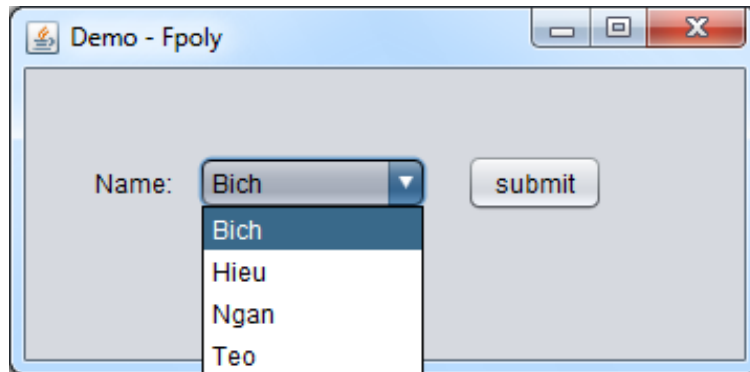 Demo - Fpoly
Name: Bich submit
Bich
Hieu
Ngan
Teo